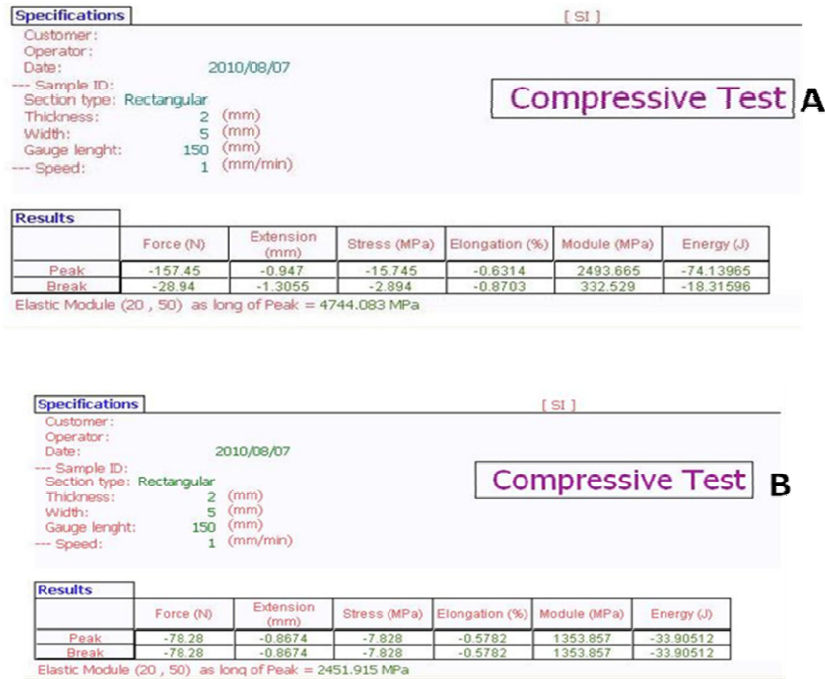 Specifications [ SI ]
Customer:
Operator:
Date: 2010/08/07
--- Sample ID:
Section type: Rectangular
Thickness: 2 (mm)
Width: 5 (mm)
Gauge lenght: 150 (mm)
--- Speed: 1 (mm/min)
Compressive Test A
Results
Force (N) Extension (mm) Stress (MPa) Elongation (%) Module (MPa) Energy (J)
Peak -157.45 -0.947 -15.745 -0.6314 2493.665 -74.13965
Break -28.94 -1.3055 -2.894 -0.8703 332.529 -18.31596
Elastic Module (20 , 50) as long of Peak = 4744.083 MPa
Specifications [ SI ]
Customer:
Operator:
Date: 2010/08/07
--- Sample ID:
Section type: Rectangular
Thickness: 2 (mm)
Width: 5 (mm)
Gauge lenght: 150 (mm)
--- Speed: 1 (mm/min)
Compressive Test B
Results
Force (N) Extension (mm) Stress (MPa) Elongation (%) Module (MPa) Energy (J)
Peak -78.28 -0.8674 -7.828 -0.5782 1353.857 -33.90512
Break -78.28 -0.8674 -7.828 -0.5782 1353.857 -33.90512
Elastic Module (20 , 50) as long of Peak = 2451.915 MPa